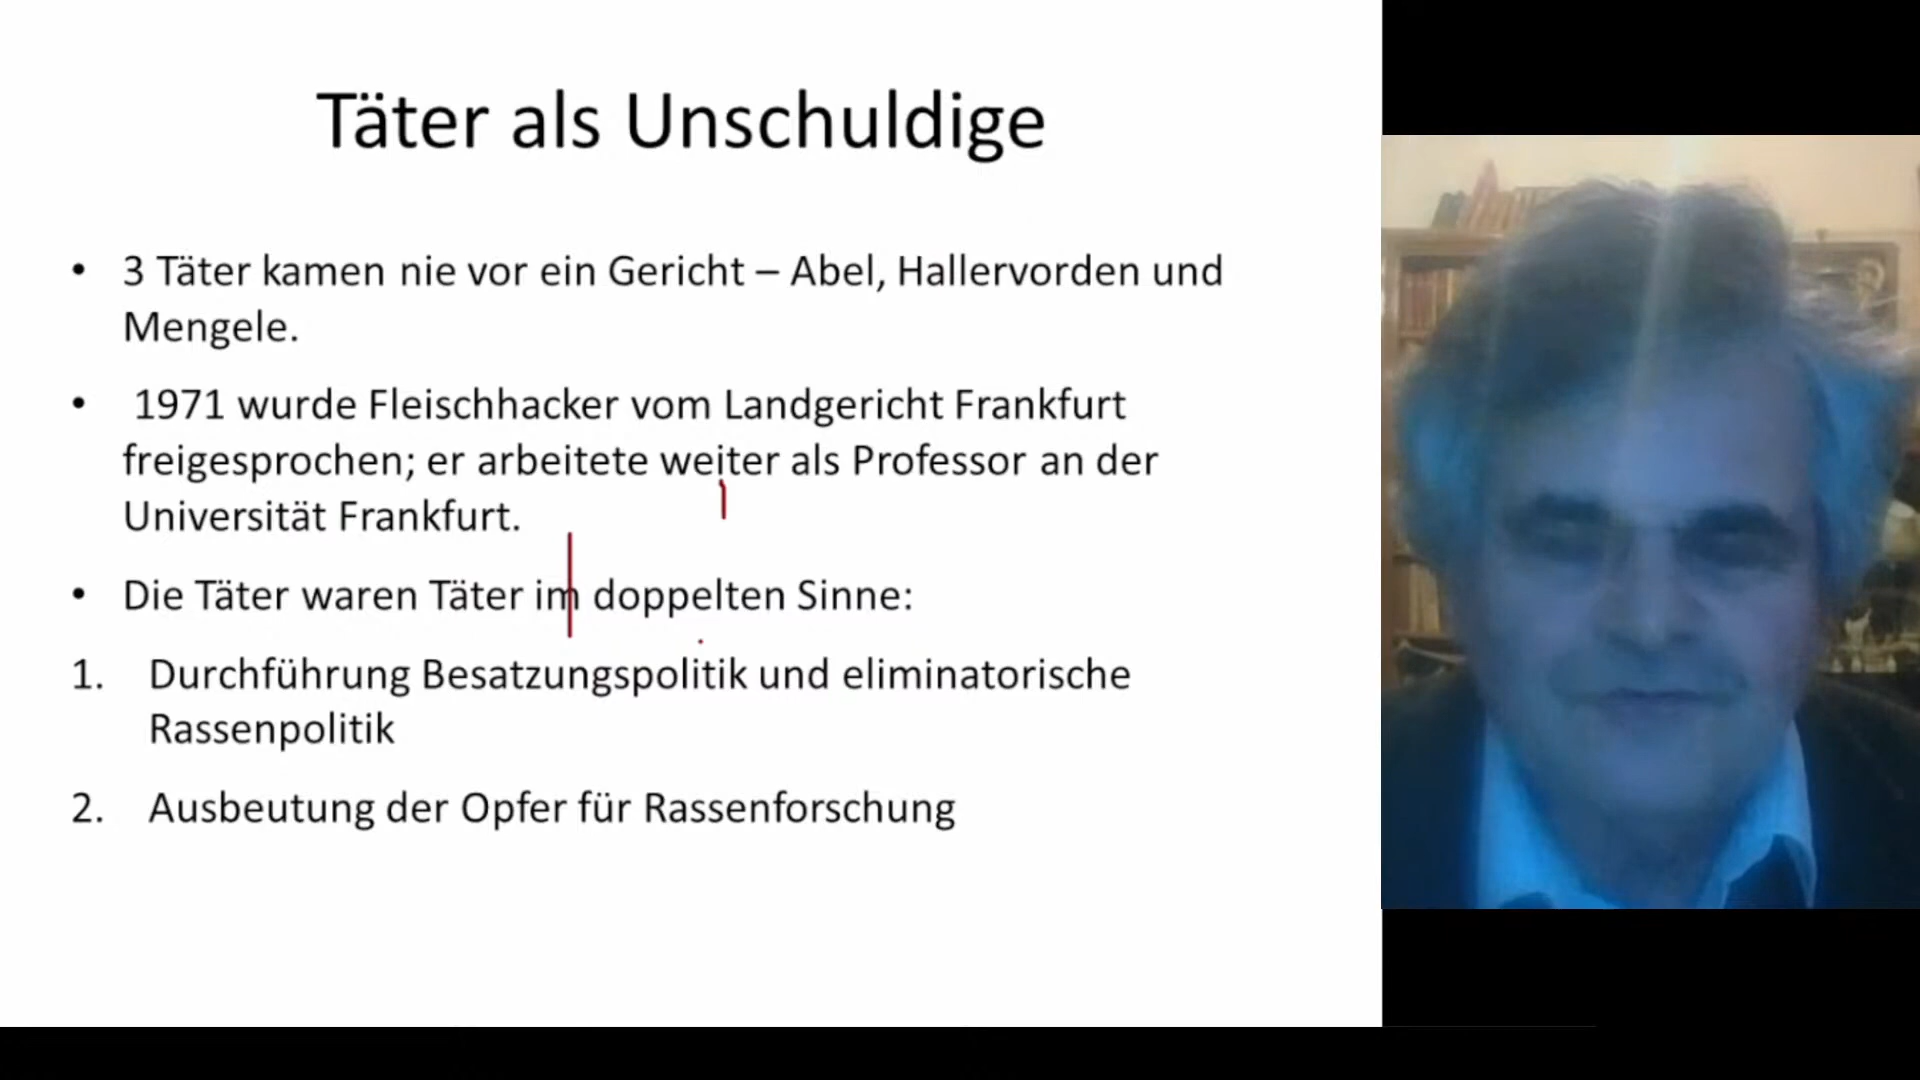 Täter als Unschuldige
• 3 Täter kamen nie vor ein Gericht – Abel, Hallervorden und
Mengele.
• 1971 wurde Fleischhacker vom Landgericht Frankfurt
freigesprochen; er arbeitete weiter als Professor an der
Universität Frankfurt.
• Die Täter waren Täter im doppelten Sinne:
1. Durchführung Besatzungspolitik und eliminatorische
Rassenpolitik
2. Ausbeutung der Opfer für Rassenforschung